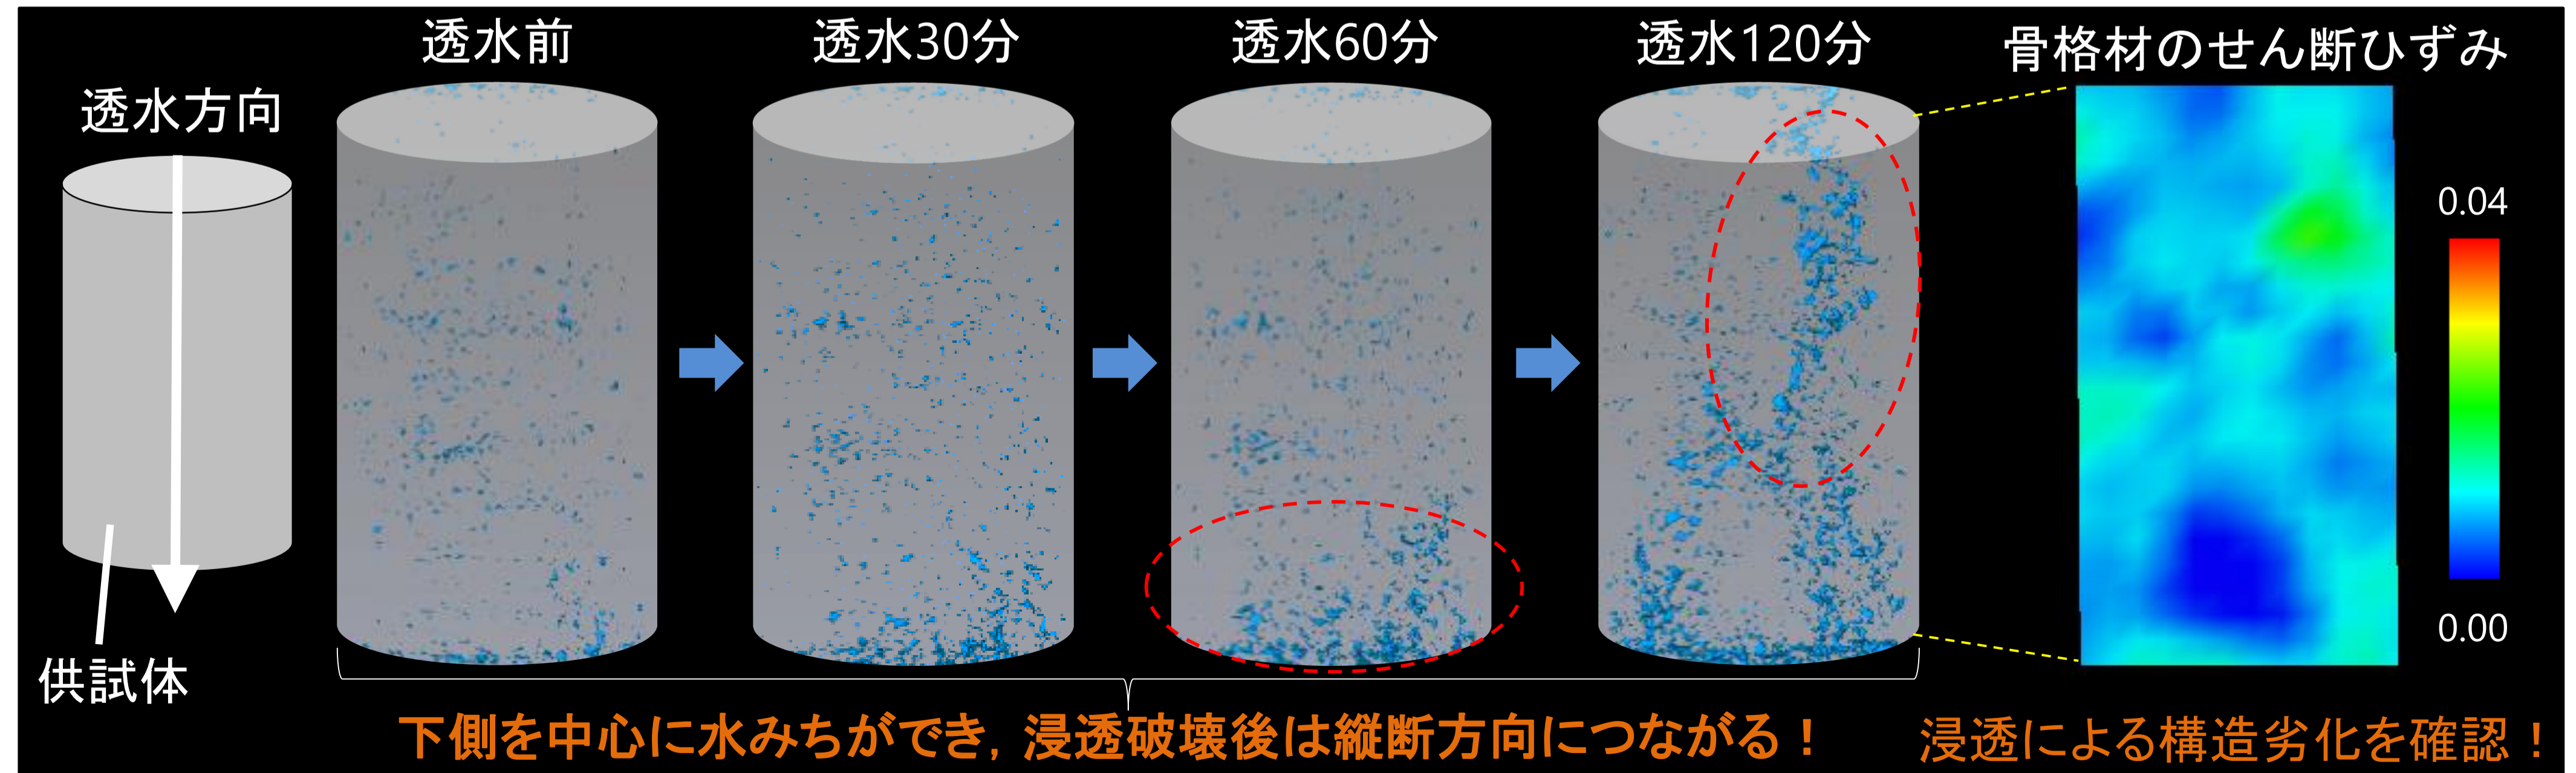 透水方向
供試体
透水前
透水30分
透水60分
透水120分
骨格材のせん断ひずみ
0.04
0.00
下側を中心に水みちができ，浸透破壊後は縦断方向につながる！
浸透による構造劣化を確認！